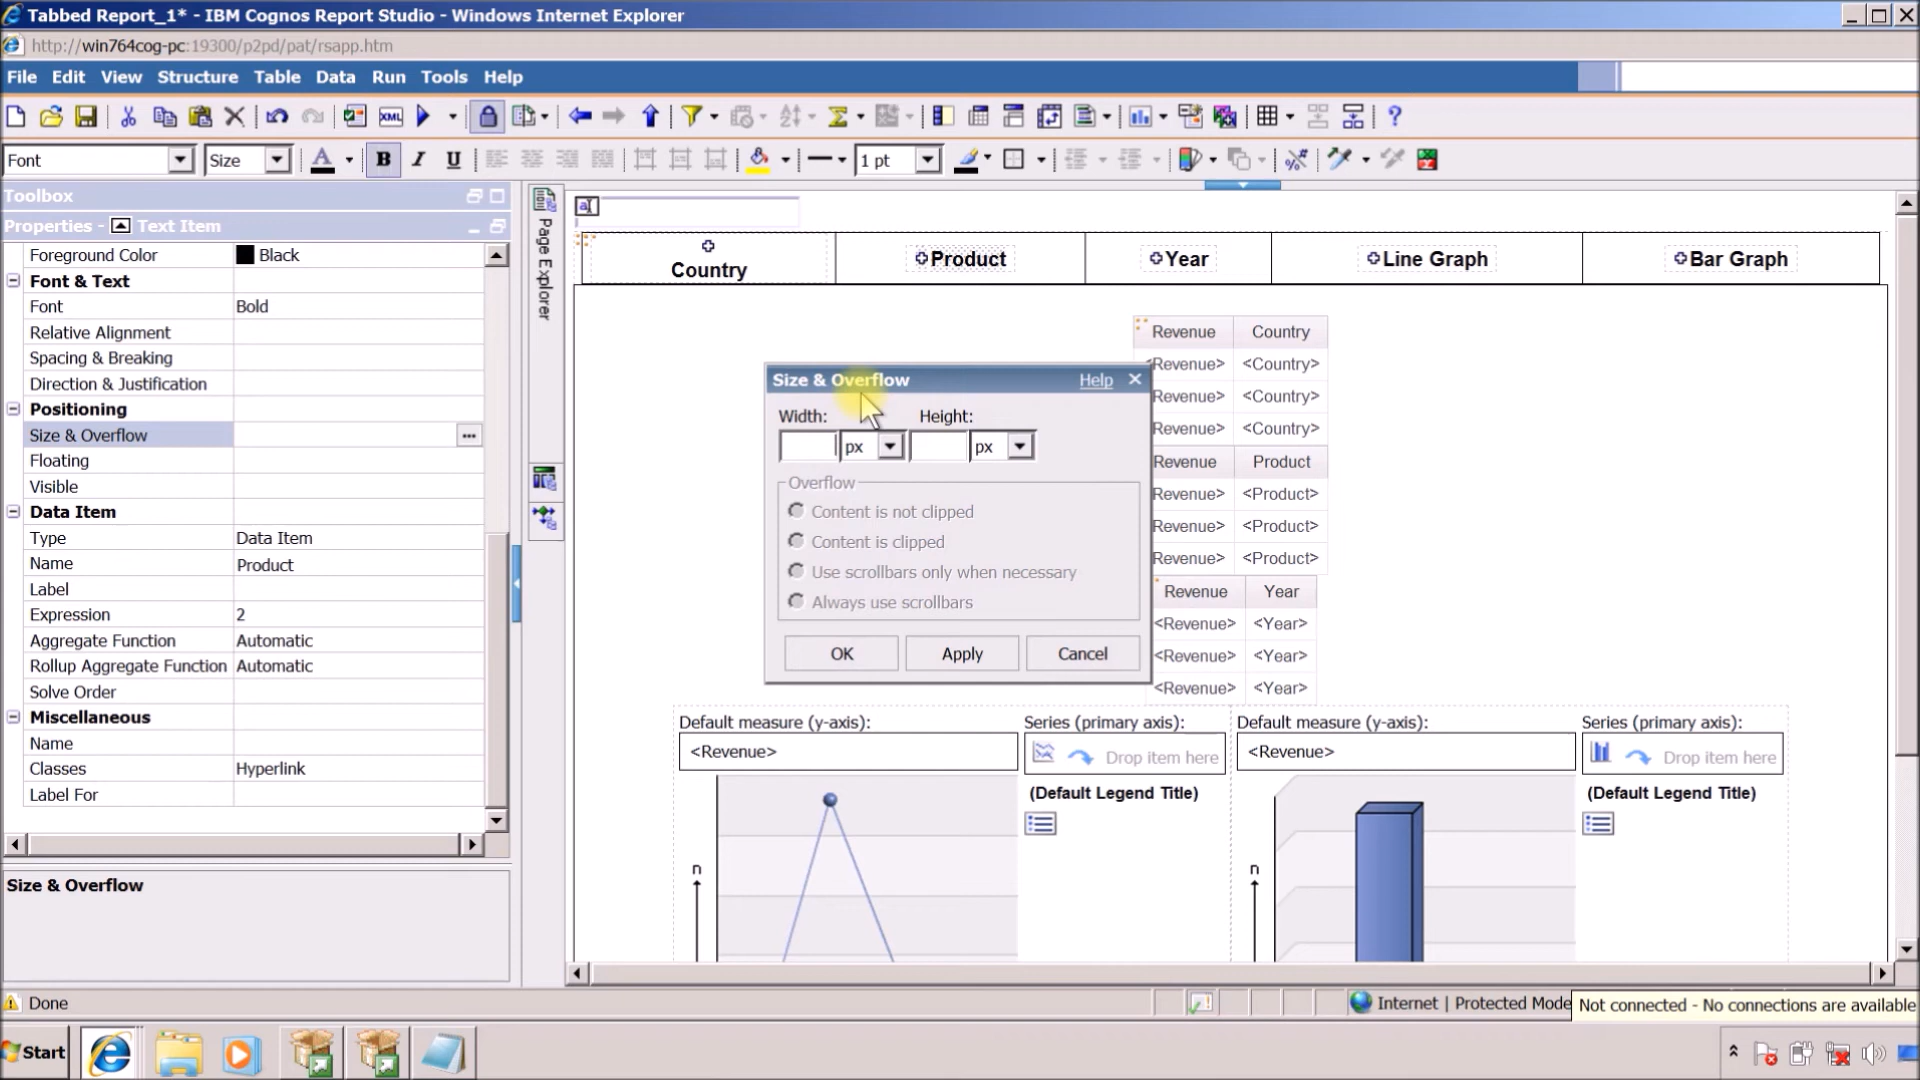 Tabbed Report_1* - IBM Cognos Report Studio - Windows Internet Explorer
http://win764cog-pc:19300/p2pd/pat/rsapp.htm
File Edit View Structure Table Data Run Tools Help
XML
Font Size B I U 1 pt
Toolbox
Properties - Text Item
Foreground Color Black
Font & Text
Font Bold
Relative Alignment
Spacing & Breaking
Direction & Justification
Positioning
Size & Overflow ...
Floating
Visible
Data Item
Type Data Item
Name Product
Label
Expression 2
Aggregate Function Automatic
Rollup Aggregate Function Automatic
Solve Order
Miscellaneous
Name
Classes Hyperlink
Label For
Size & Overflow
Page Explorer
Country Product Year Line Graph Bar Graph
Revenue Country
<Revenue> <Country>
<Revenue> <Country>
<Revenue> <Country>
Revenue Product
Revenue> <Product>
Revenue> <Product>
Revenue> <Product>
Revenue Year
<Revenue> <Year>
<Revenue> <Year>
<Revenue> <Year>
Size & Overflow Help
Width: Height:
px px
Overflow
Content is not clipped
Content is clipped
Use scrollbars only when necessary
Always use scrollbars
OK Apply Cancel
Default measure (y-axis): Series (primary axis): Default measure (y-axis): Series (primary axis):
<Revenue> Drop item here <Revenue> Drop item here
(Default Legend Title) (Default Legend Title)
n n
Done Internet | Protected Mode Not connected - No connections are available
Start